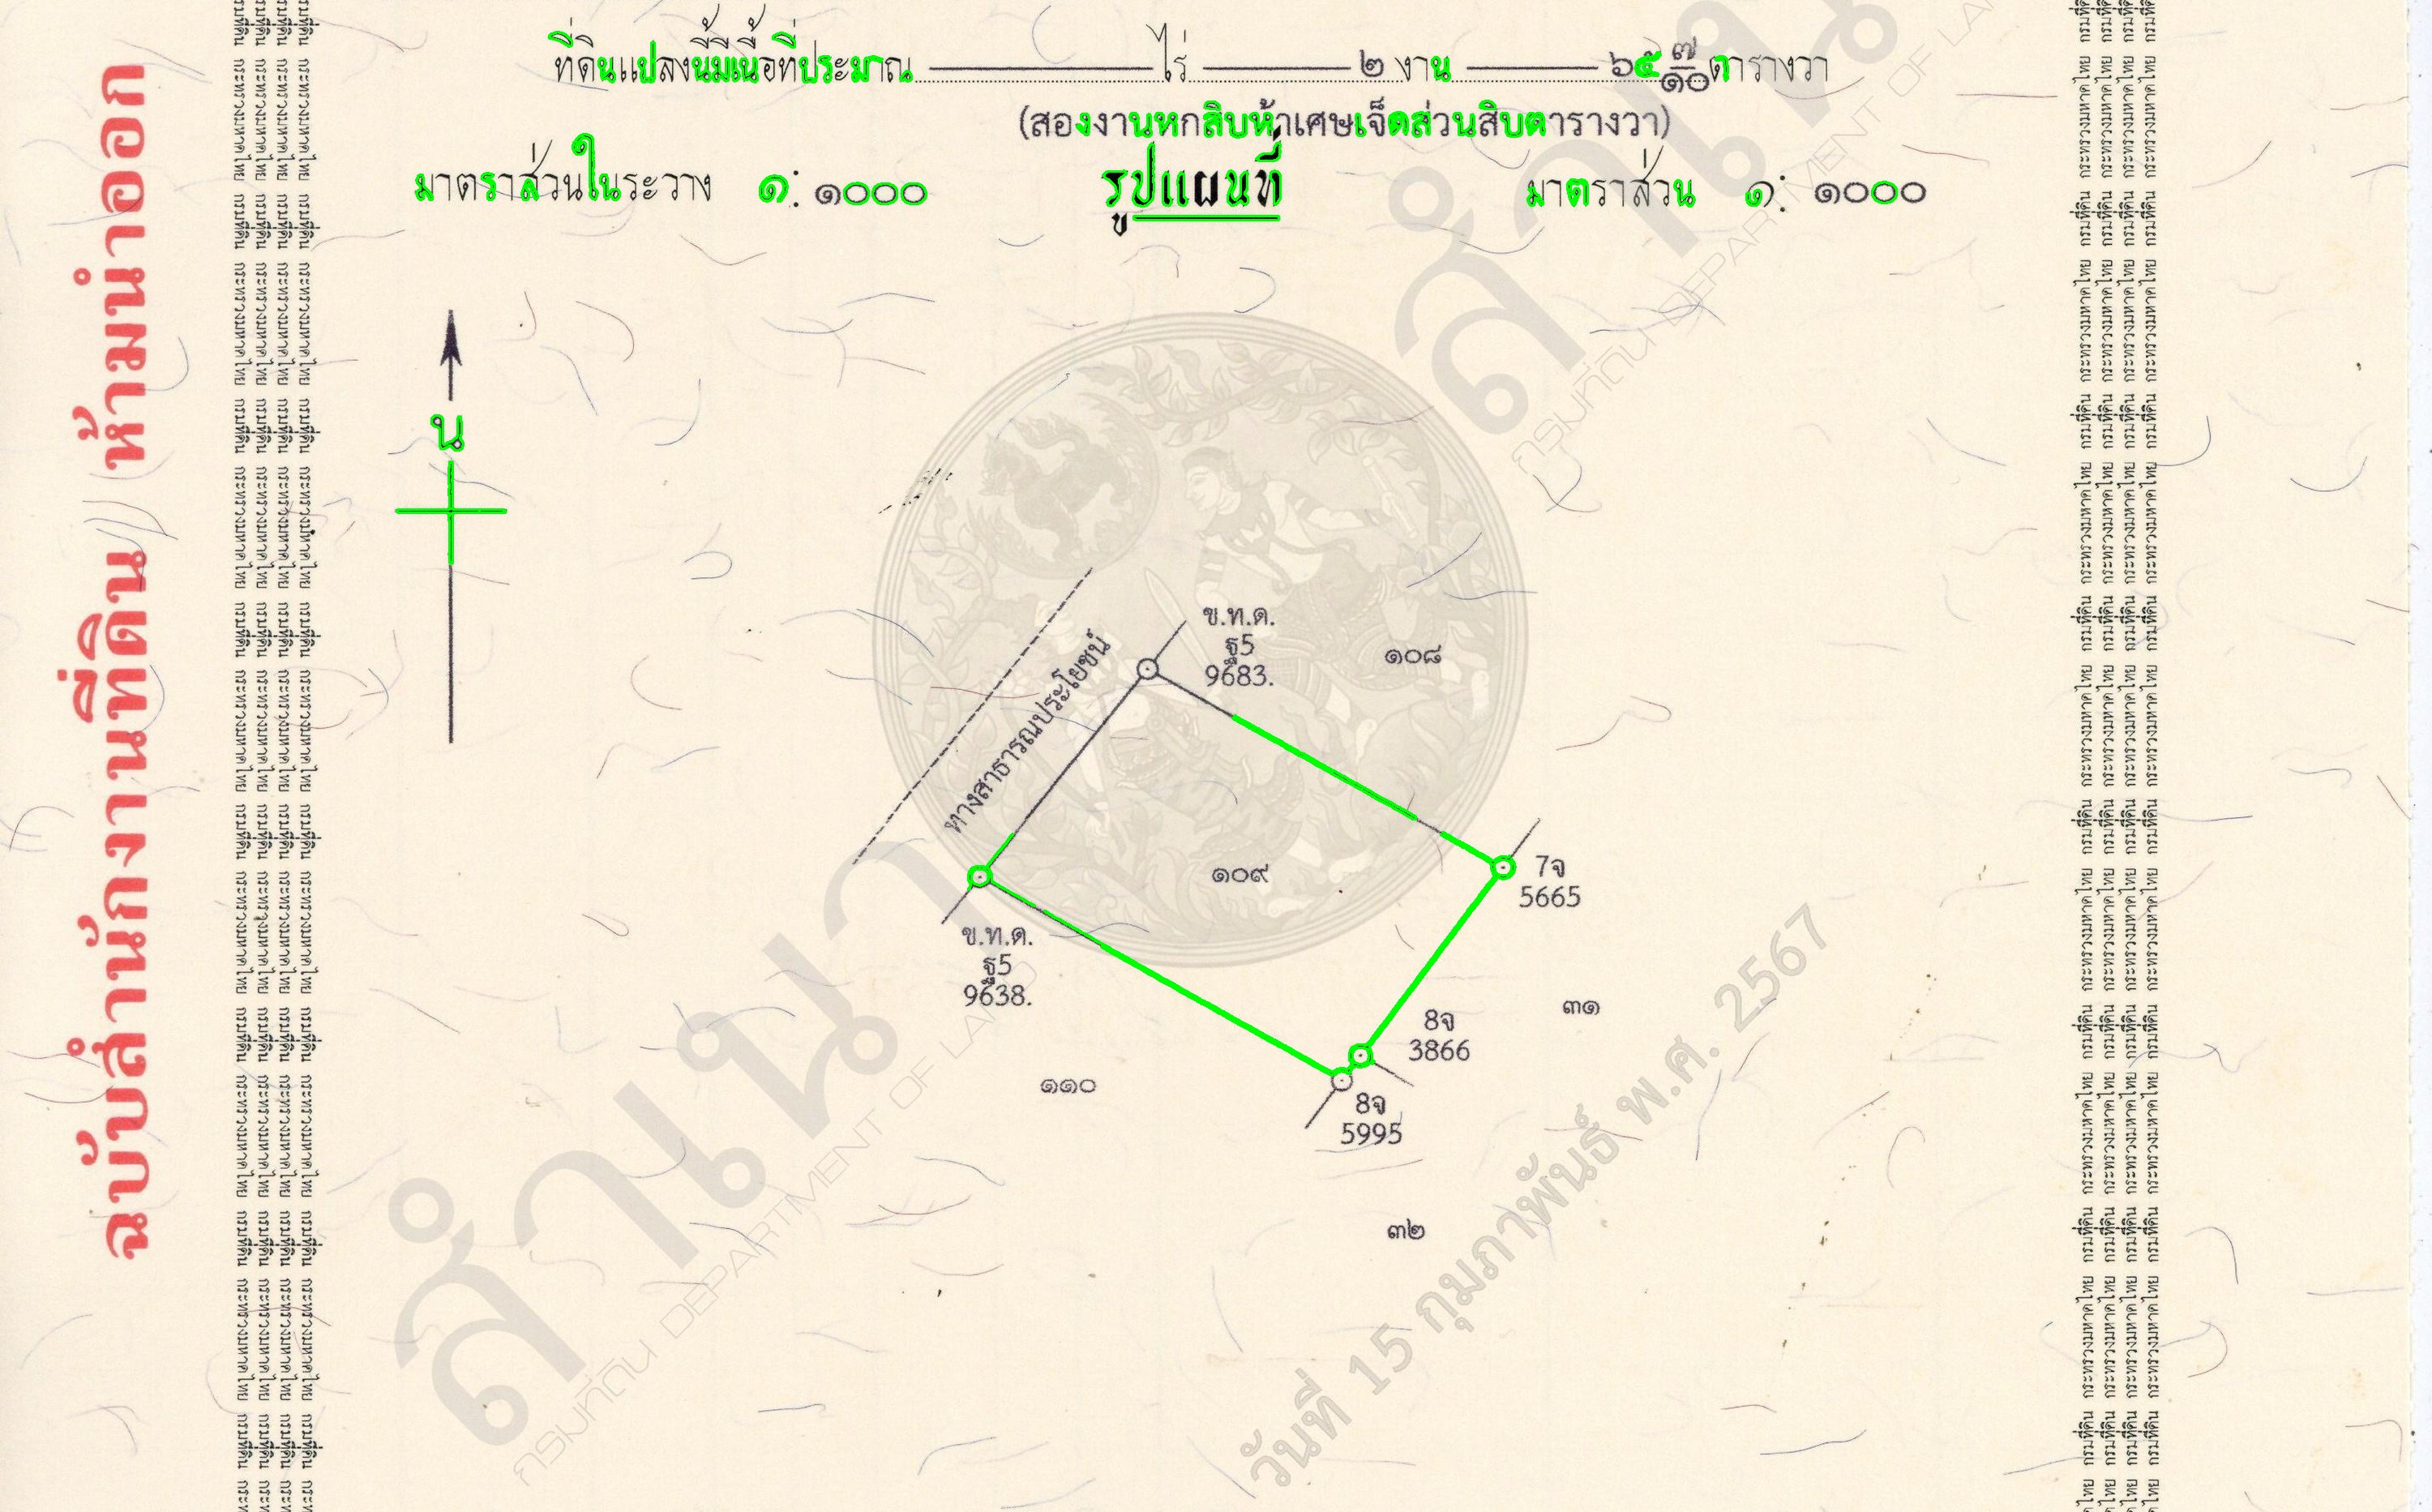 ที่ดินแปลงนี้มีเนื้อที่ประมาณ ไร่ ๒ งาน ๖๕ ๗/๑๐ ตารางวา
(สองงานหกสิบห้าเศษเจ็ดส่วนสิบตารางวา)
มาตราส่วนในระวาง ๑: ๑๐๐๐
รูปแผนที่
มาตราส่วน ๑: ๑๐๐๐
น
ทางสาธารณประโยชน์
ข.ท.ด.
ฐ5
9683.
๑๐๘
๑๐๙
7จ
5665
ข.ท.ด.
ฐ5
9638.
๓๑
8จ
3866
๑๑๐
8จ
5995
๓๒
ฉบับสำนักงานที่ดิน (ห้ามนำออก
สำเนา
กรมที่ดิน DEPARTMENT OF LAND
วันที่ 15 กุมภาพันธ์ พ.ศ. 2567
กรมที่ดิน กระทรวงมหาดไทย